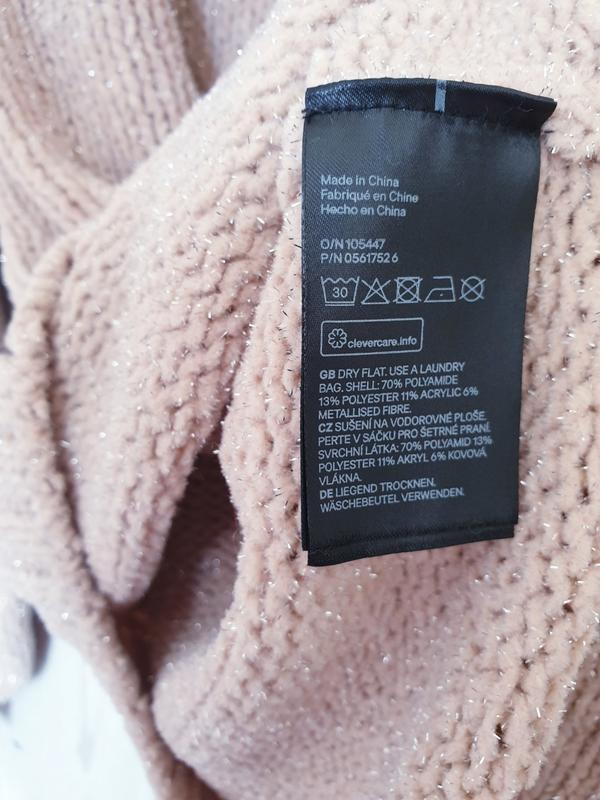 Made in China
Fabriqué en Chine
Hecho en China
O/N 105447
P/N 05617526
30
clevercare.info
GB DRY FLAT. USE A LAUNDRY
BAG. SHELL: 70% POLYAMIDE
13% POLYESTER 11% ACRYLIC 6%
METALLISED FIBRE.
CZ SUŠENÍ NA VODOROVNÉ PLOŠE.
PERTE V SÁČKU PRO ŠETRNÉ PRANÍ.
SVRCHNÍ LÁTKA: 70% POLYAMID 13%
POLYESTER 11% AKRYL 6% KOVOVÁ
VLÁKNA.
DE LIEGEND TROCKNEN.
WÄSCHEBEUTEL VERWENDEN.